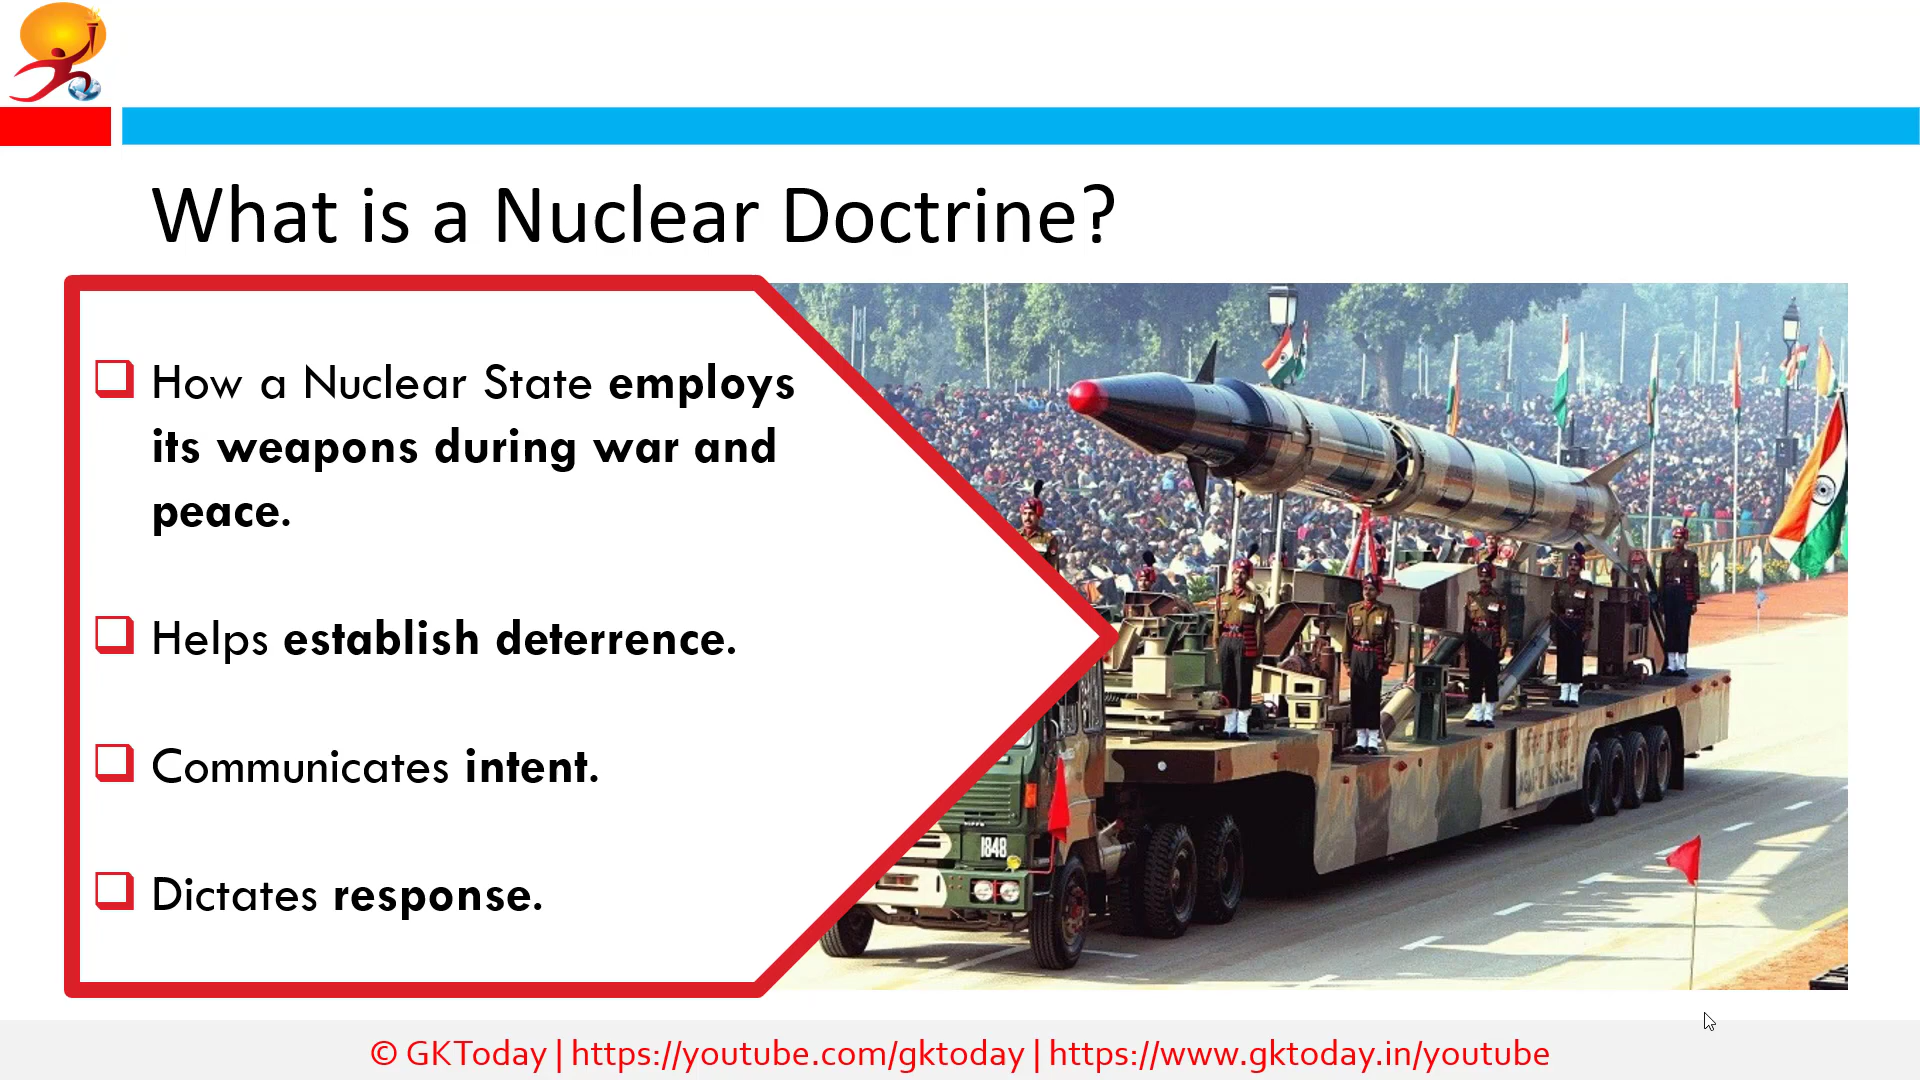 What is a Nuclear Doctrine?
How a Nuclear State employs
its weapons during war and
peace.
Helps establish deterrence.
Communicates intent.
Dictates response.
1848
© GKToday | https://youtube.com/gktoday | https://www.gktoday.in/youtube